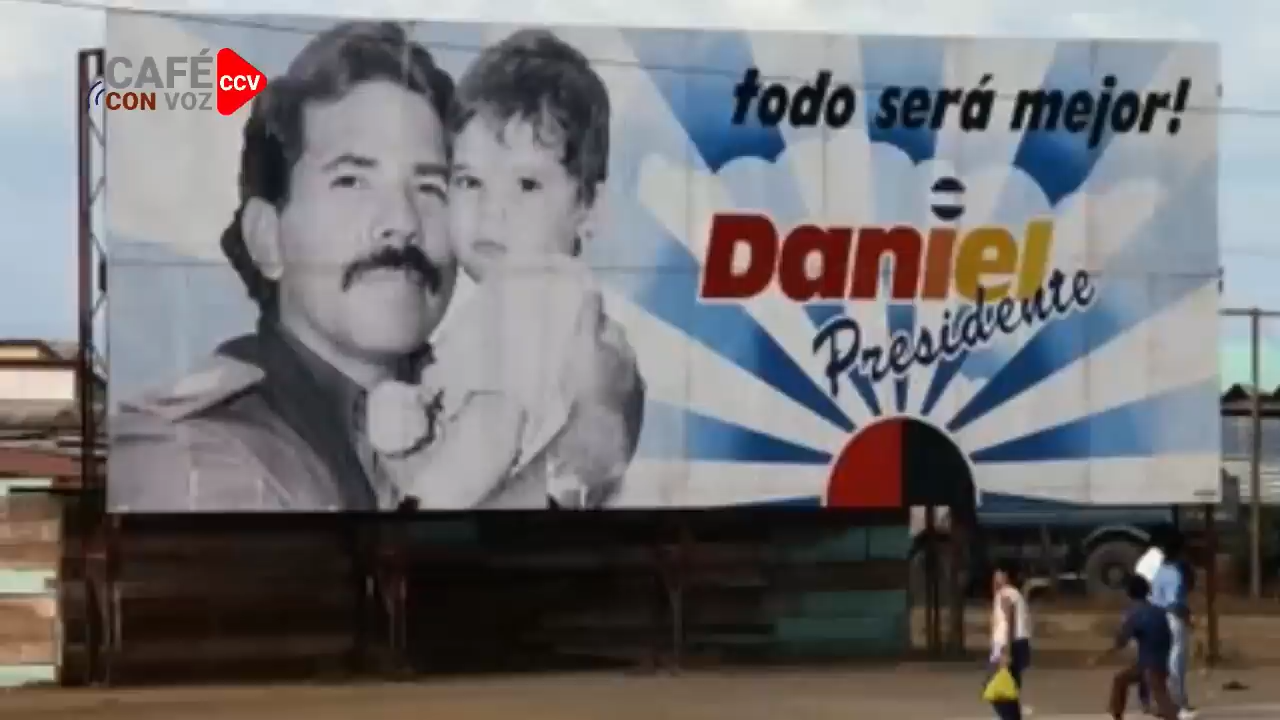 CAFÉ
CON VOZ
CCV
todo será mejor!
Daniel
Presidente